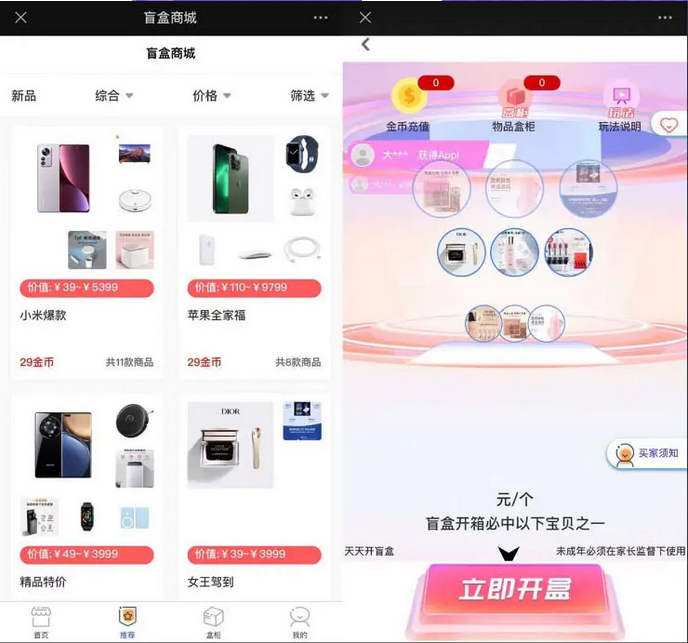 盲盒商城
盲盒商城
新品
综合
价格
筛选
价值:￥39~￥5399
小米爆款
29金币
共11款商品
价值:￥110~￥9799
苹果全家福
29金币
共8款商品
价值:￥49~￥3999
精品特价
DIOR
价值:￥39~￥3999
女王驾到
首页
推荐
盒柜
我的
0
0
金币充值
盒柜
物品盒柜
玩法
玩法说明
大*** 获得Appl
买家须知
元/个
盲盒开箱必中以下宝贝之一
天天开盲盒
未成年必须在家长监督下使用
立即开盒